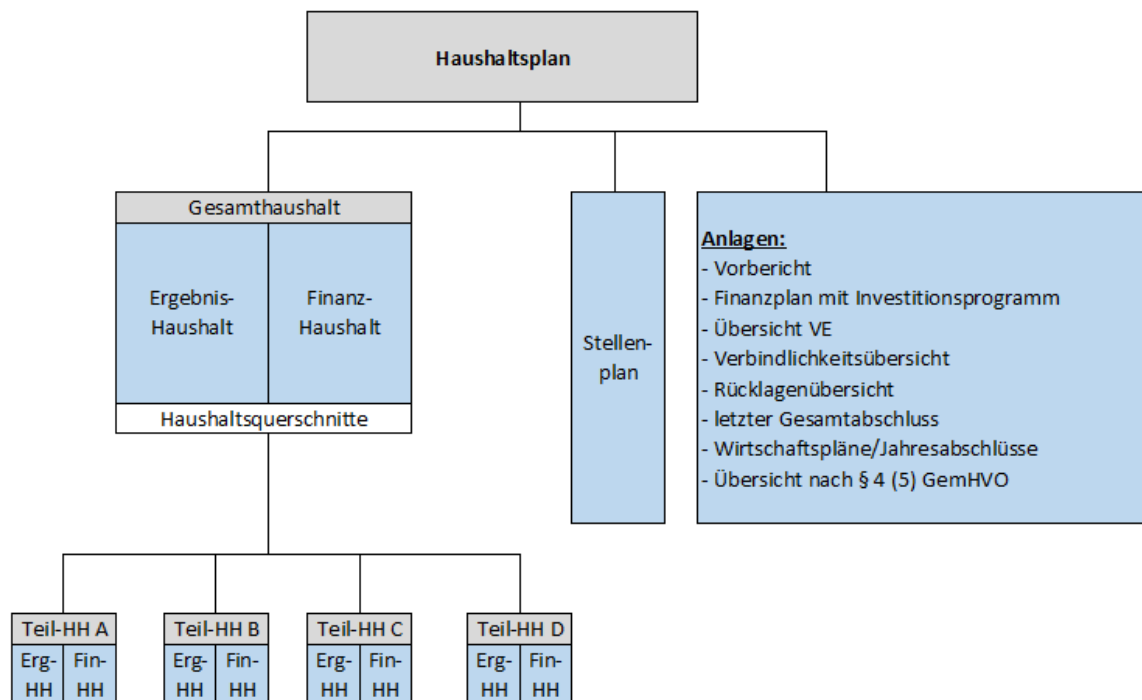 Haushaltsplan
Gesamthaushalt
Ergebnis-
Haushalt
Finanz-
Haushalt
Haushaltsquerschnitte
Stellen-
plan
Anlagen:
- Vorbericht
- Finanzplan mit Investitionsprogramm
- Übersicht VE
- Verbindlichkeitsübersicht
- Rücklagenübersicht
- letzter Gesamtabschluss
- Wirtschaftspläne/Jahresabschlüsse
- Übersicht nach § 4 (5) GemHVO
Teil-HH A
Erg-
HH
Fin-
HH
Teil-HH B
Erg-
HH
Fin-
HH
Teil-HH C
Erg-
HH
Fin-
HH
Teil-HH D
Erg-
HH
Fin-
HH